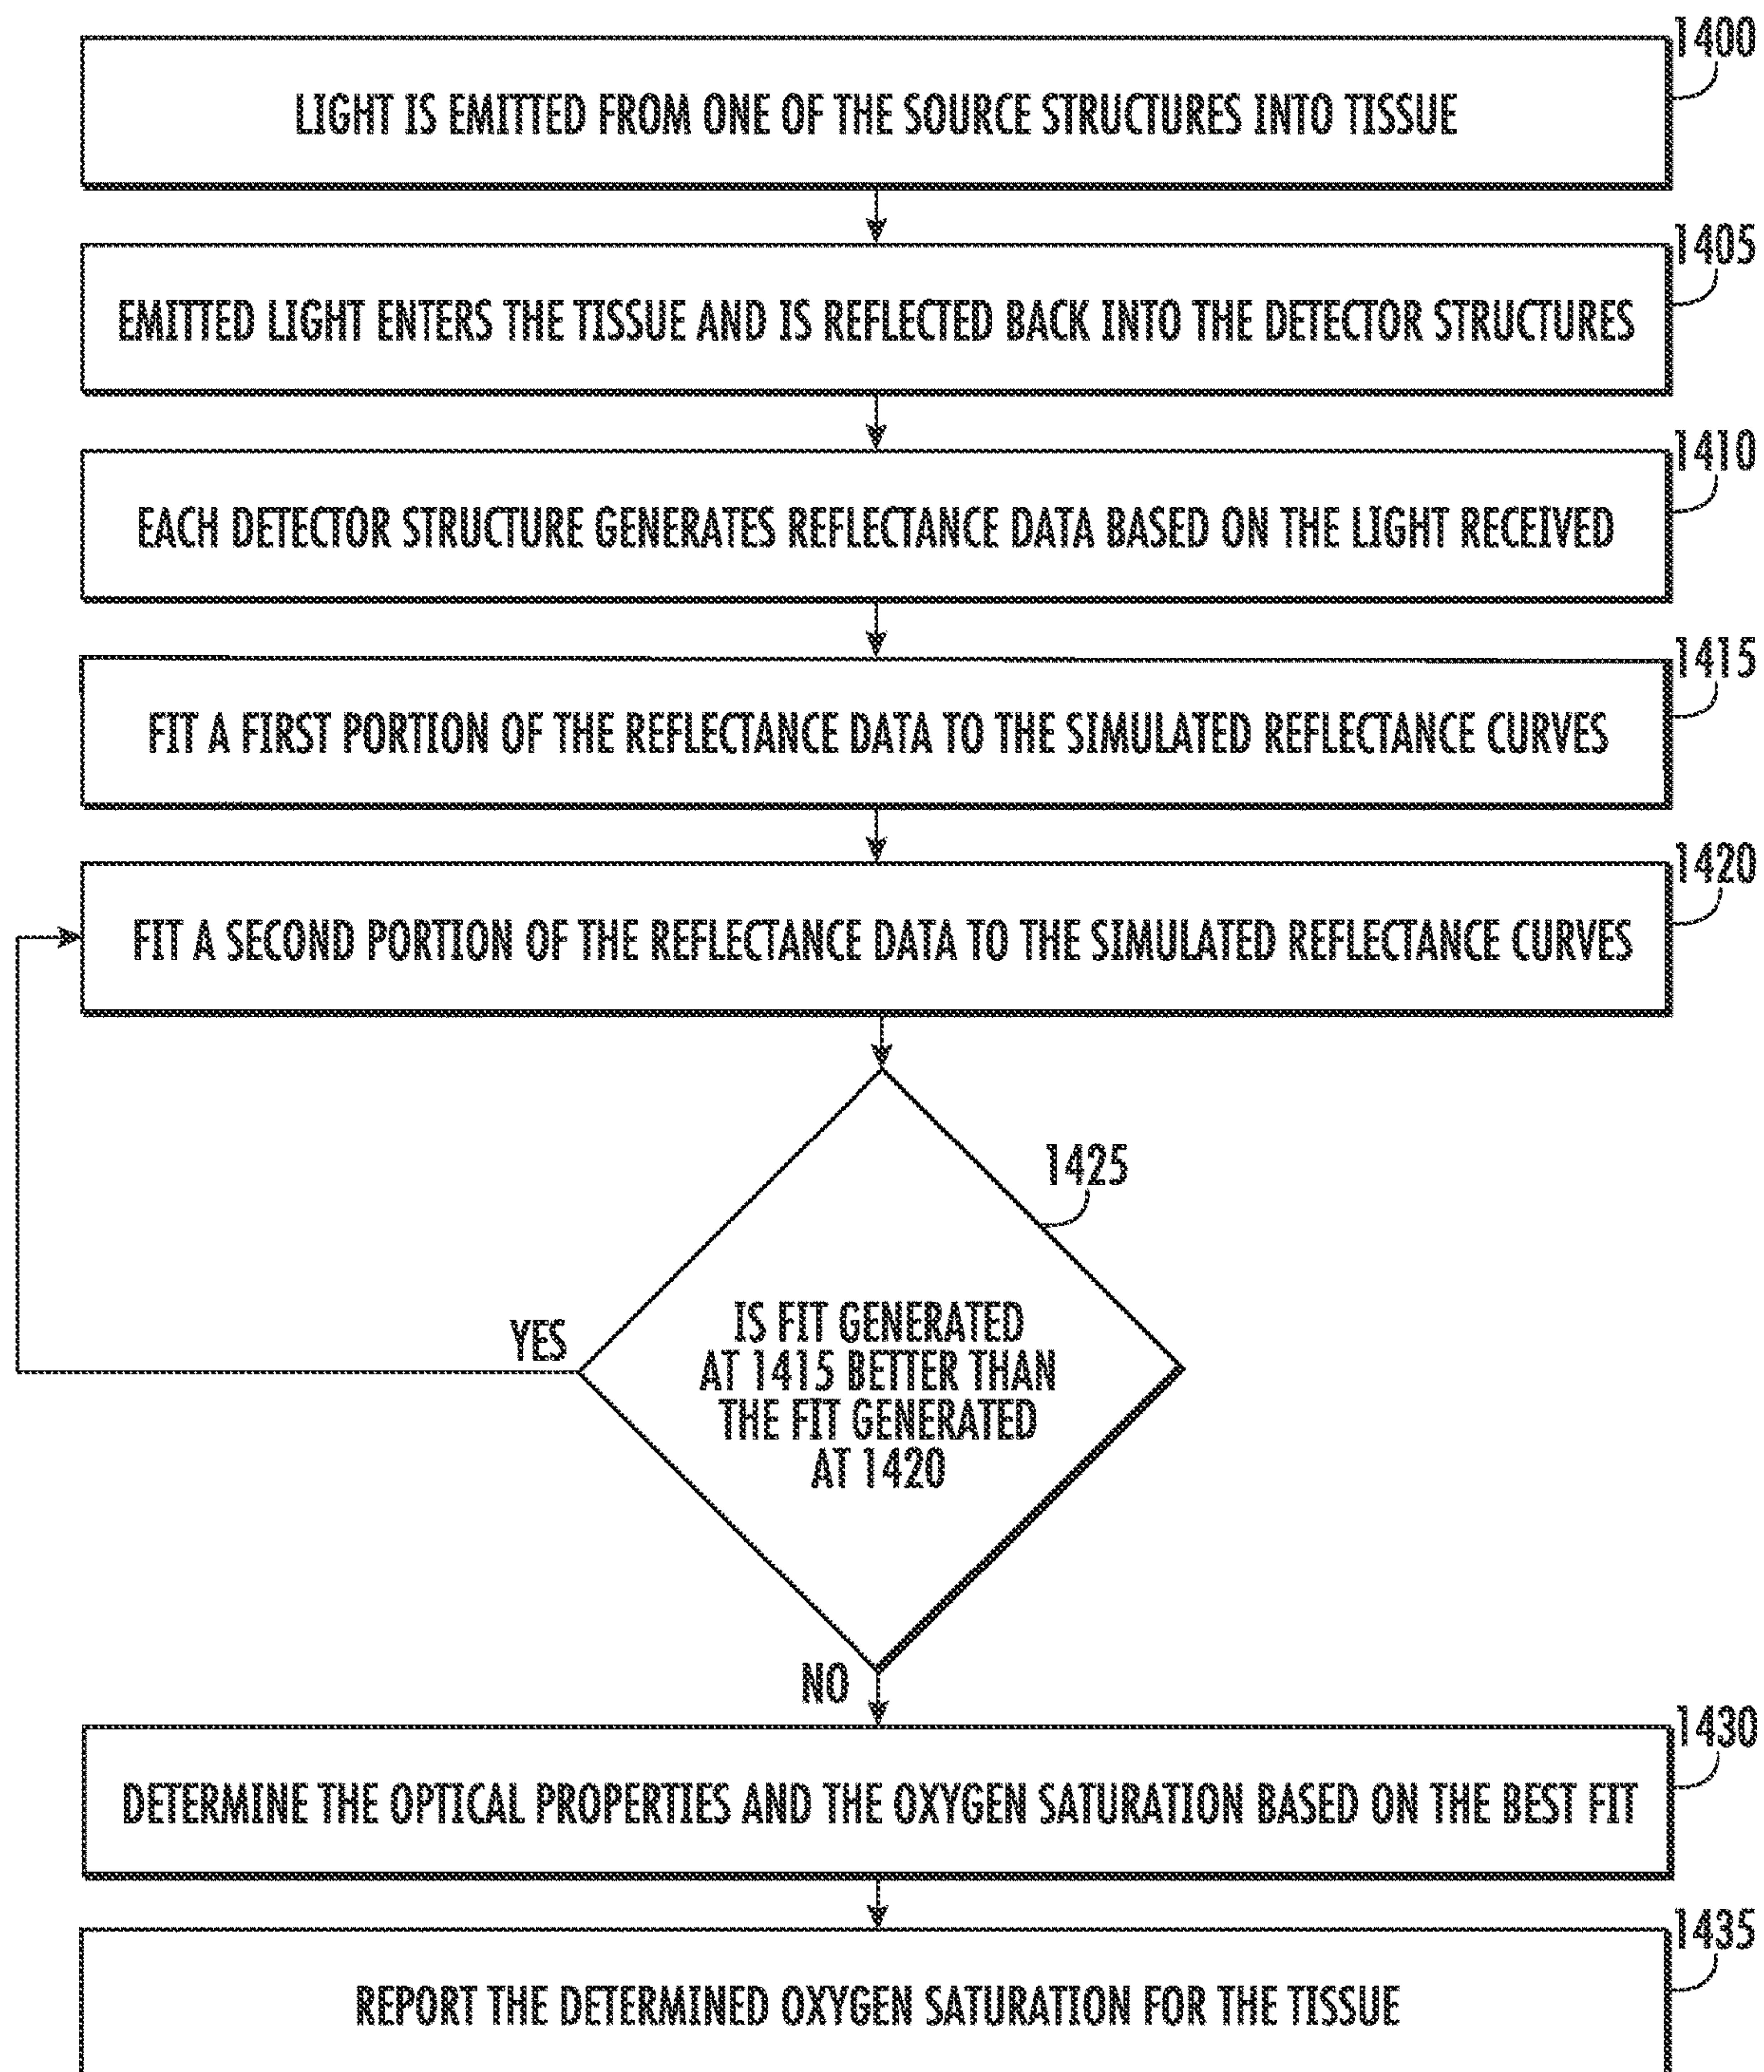 1400
LIGHT IS EMITTED FROM ONE OF THE SOURCE STRUCTURES INTO TISSUE
1405
EMITTED LIGHT ENTERS THE TISSUE AND IS REFLECTED BACK INTO THE DETECTOR STRUCTURES
1410
EACH DETECTOR STRUCTURE GENERATES REFLECTANCE DATA BASED ON THE LIGHT RECEIVED
1415
FIT A FIRST PORTION OF THE REFLECTANCE DATA TO THE SIMULATED REFLECTANCE CURVES
1420
FIT A SECOND PORTION OF THE REFLECTANCE DATA TO THE SIMULATED REFLECTANCE CURVES
1425
IS FIT GENERATED
AT 1415 BETTER THAN
THE FIT GENERATED
AT 1420
YES
NO
1430
DETERMINE THE OPTICAL PROPERTIES AND THE OXYGEN SATURATION BASED ON THE BEST FIT
1435
REPORT THE DETERMINED OXYGEN SATURATION FOR THE TISSUE